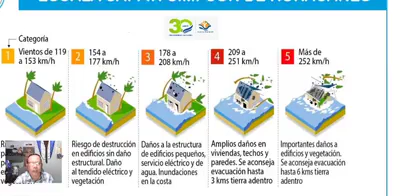 ESCALA SAFFIR-SIMPSON DE HURACANES
Categoría
1
Vientos de 119
a 153 km/h
2
154 a
177 km/h
3
178 a
208 km/h
4
209 a
251 km/h
5
Más de
252 km/h
30
Riesgo de destrucción
en edificios sin daño
estructural. Daño
al tendido eléctrico y
vegetación
Daños a la estructura
de edificios pequeños,
servicio eléctrico y de
agua. Inundaciones
en la costa
Amplios daños en
viviendas, techos y
paredes. Se aconseja
evacuación hasta
3 kms tierra adentro
Importantes daños a
edificios y vegetación.
Se aconseja evacuación
hasta 6 kms tierra
adentro